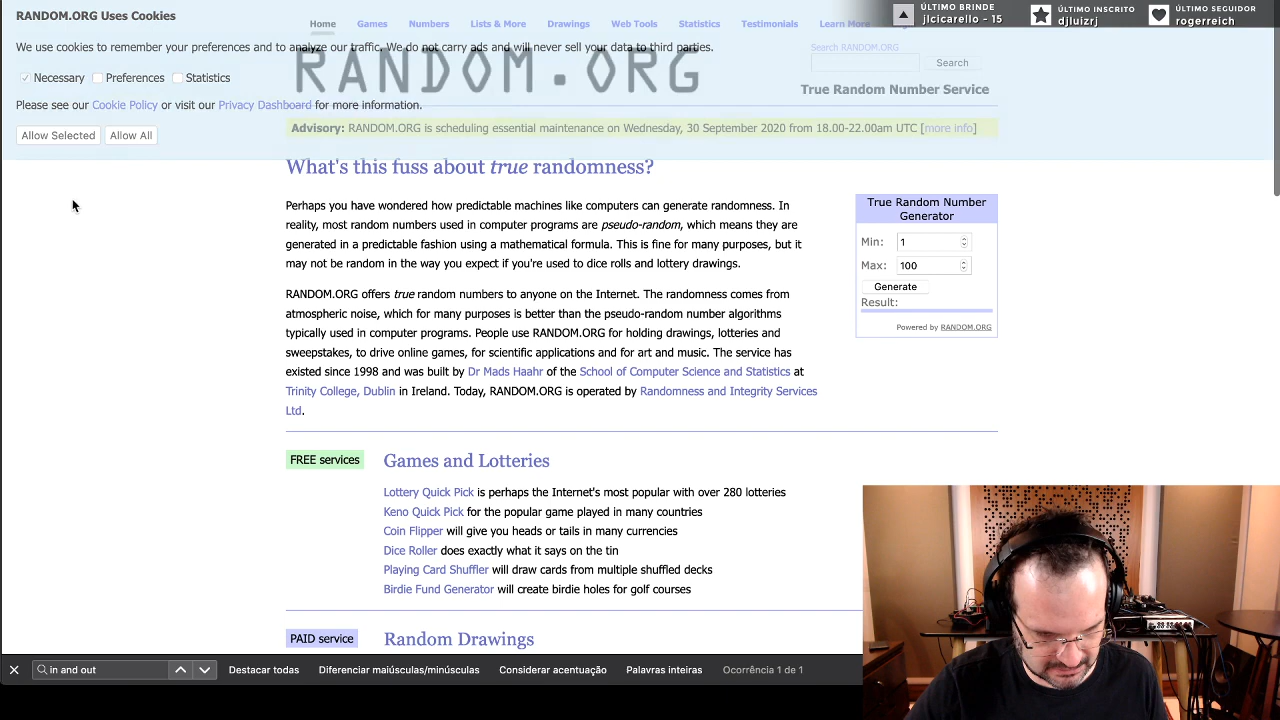 RANDOM.ORG Uses Cookies
We use cookies to remember your preferences and to analyze our traffic. We do not carry ads and will never sell your data to third parties.
Necessary Preferences Statistics
Please see our Cookie Policy or visit our Privacy Dashboard for more information.
Allow Selected Allow All
Home Games Numbers Lists & More Drawings Web Tools Statistics Testimonials Learn More
RANDOM.ORG
Search RANDOM.ORG
Search
True Random Number Service
ÚLTIMO BRINDE
jlcicarello - 15
ÚLTIMO INSCRITO
djluizrj
ÚLTIMO SEGUIDOR
rogerreich
Advisory: RANDOM.ORG is scheduling essential maintenance on Wednesday, 30 September 2020 from 18.00-22.00am UTC [more info]
What's this fuss about true randomness?
Perhaps you have wondered how predictable machines like computers can generate randomness. In
reality, most random numbers used in computer programs are pseudo-random, which means they are
generated in a predictable fashion using a mathematical formula. This is fine for many purposes, but it
may not be random in the way you expect if you're used to dice rolls and lottery drawings.
RANDOM.ORG offers true random numbers to anyone on the Internet. The randomness comes from
atmospheric noise, which for many purposes is better than the pseudo-random number algorithms
typically used in computer programs. People use RANDOM.ORG for holding drawings, lotteries and
sweepstakes, to drive online games, for scientific applications and for art and music. The service has
existed since 1998 and was built by Dr Mads Haahr of the School of Computer Science and Statistics at
Trinity College, Dublin in Ireland. Today, RANDOM.ORG is operated by Randomness and Integrity Services
Ltd.
True Random Number
Generator
Min: 1
Max: 100
Generate
Result:
Powered by RANDOM.ORG
FREE services
Games and Lotteries
Lottery Quick Pick is perhaps the Internet's most popular with over 280 lotteries
Keno Quick Pick for the popular game played in many countries
Coin Flipper will give you heads or tails in many currencies
Dice Roller does exactly what it says on the tin
Playing Card Shuffler will draw cards from multiple shuffled decks
Birdie Fund Generator will create birdie holes for golf courses
PAID service
Random Drawings
in and out
Destacar todas Diferenciar maiúsculas/minúsculas Considerar acentuação Palavras inteiras Ocorrência 1 de 1